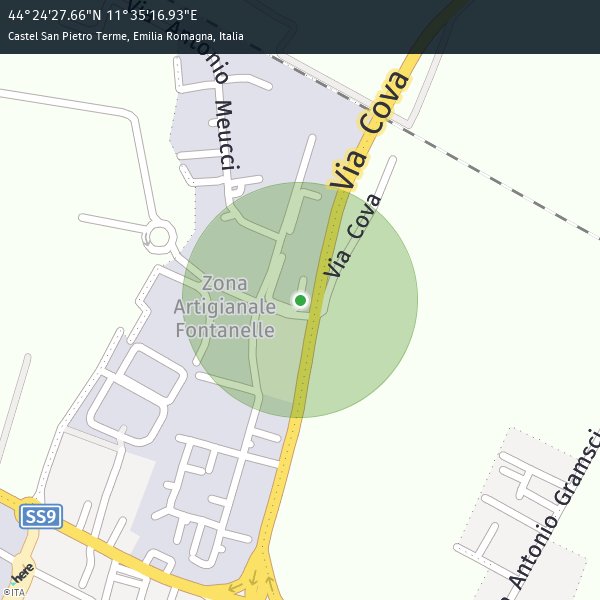 44°24'27.66"N 11°35'16.93"E
Castel San Pietro Terme, Emilia Romagna, Italia
Via Antonio Meucci
Via Cova
Via Cova
Zona
Artigianale
Fontanelle
SS9
Antonio Gramsci
here
©ITA